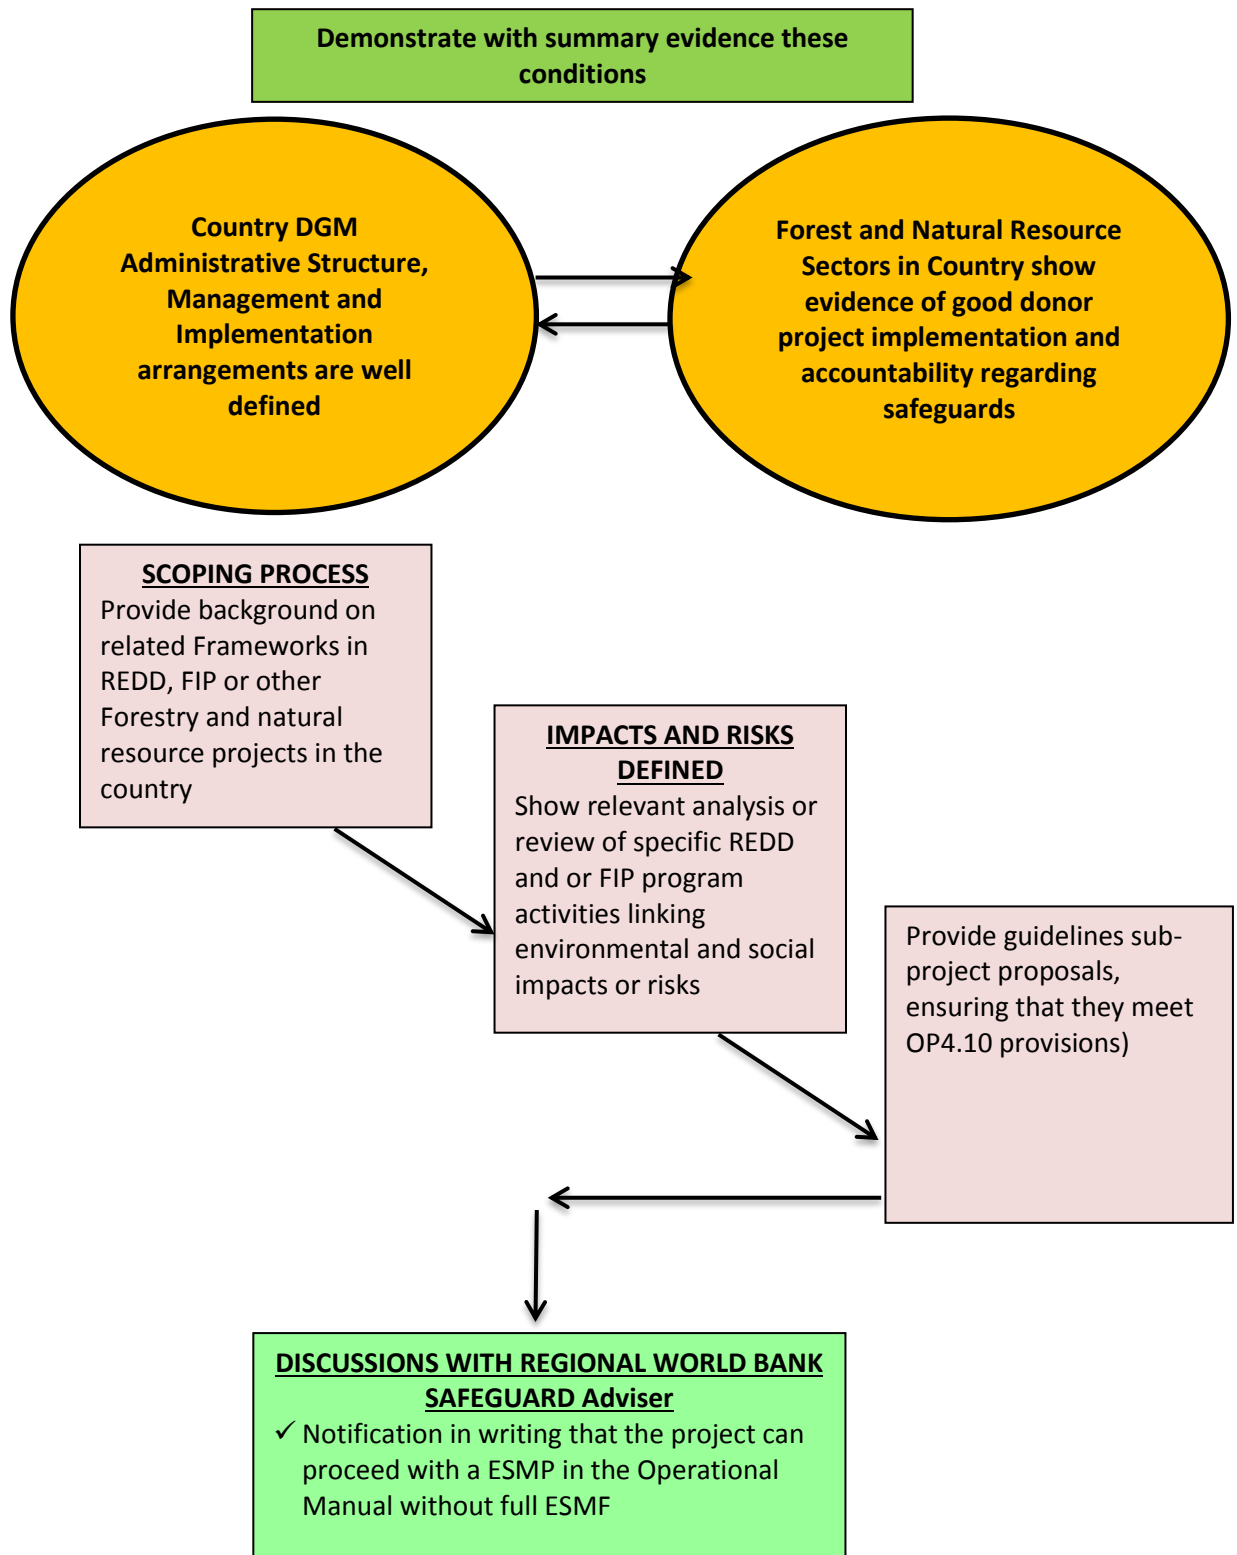 Demonstrate with summary evidence these
conditions
Country DGM
Administrative Structure,
Management and
Implementation
arrangements are well
defined
Forest and Natural Resource
Sectors in Country show
evidence of good donor
project implementation and
accountability regarding
safeguards
SCOPING PROCESS
Provide background on
related Frameworks in
REDD, FIP or other
Forestry and natural
resource projects in the
country
IMPACTS AND RISKS
DEFINED
Show relevant analysis or
review of specific REDD
and or FIP program
activities linking
environmental and social
impacts or risks
Provide guidelines sub-
project proposals,
ensuring that they meet
OP4.10 provisions)
DISCUSSIONS WITH REGIONAL WORLD BANK
SAFEGUARD Adviser
✓ Notification in writing that the project can
proceed with a ESMP in the Operational
Manual without full ESMF